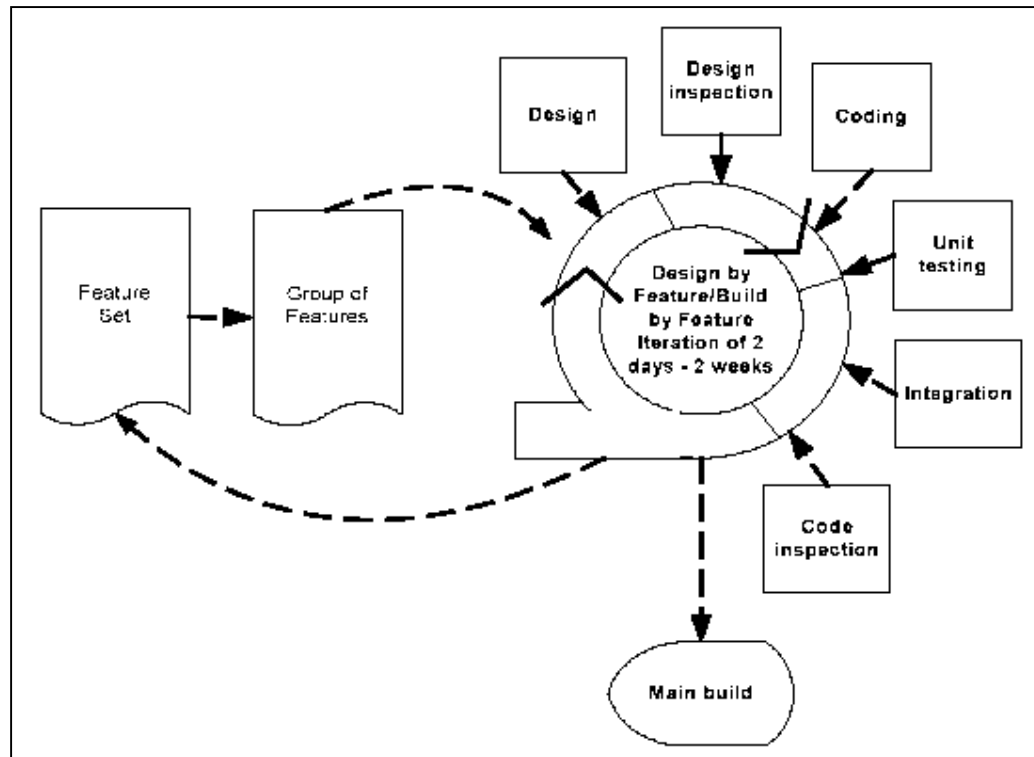 Design
Design
inspection
Coding
Unit
testing
Integration
Code
inspection
Feature
Set
Group of
Features
Design by
Feature/Build
by Feature
Iteration of 2
days - 2 weeks
Main build